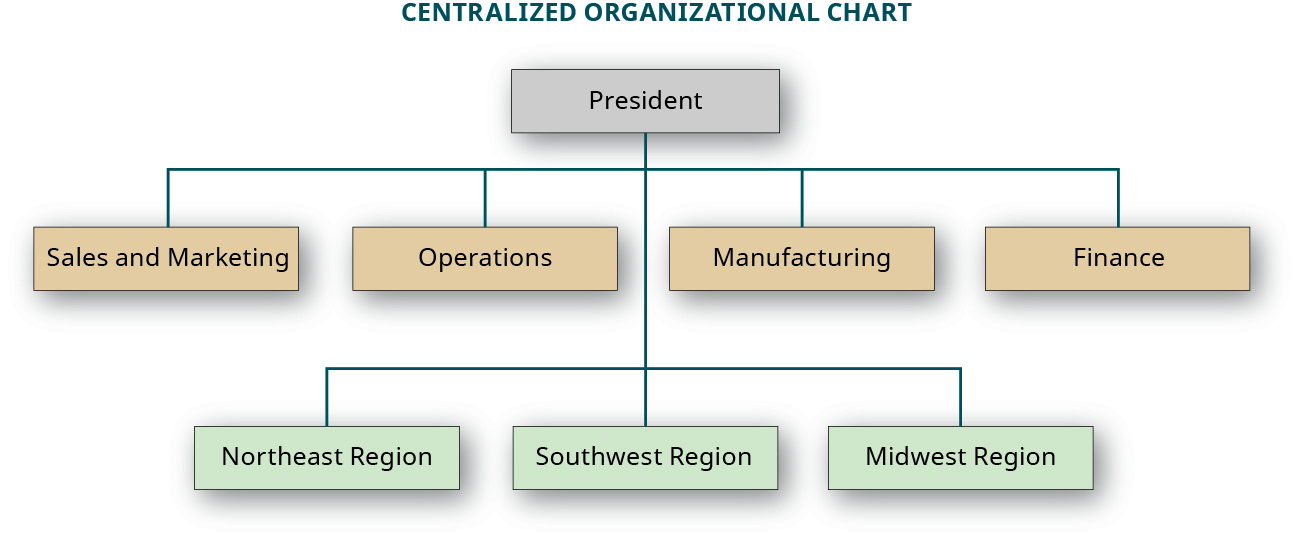 CENTRALIZED ORGANIZATIONAL CHART
President
Sales and Marketing
Operations
Manufacturing
Finance
Northeast Region
Southwest Region
Midwest Region